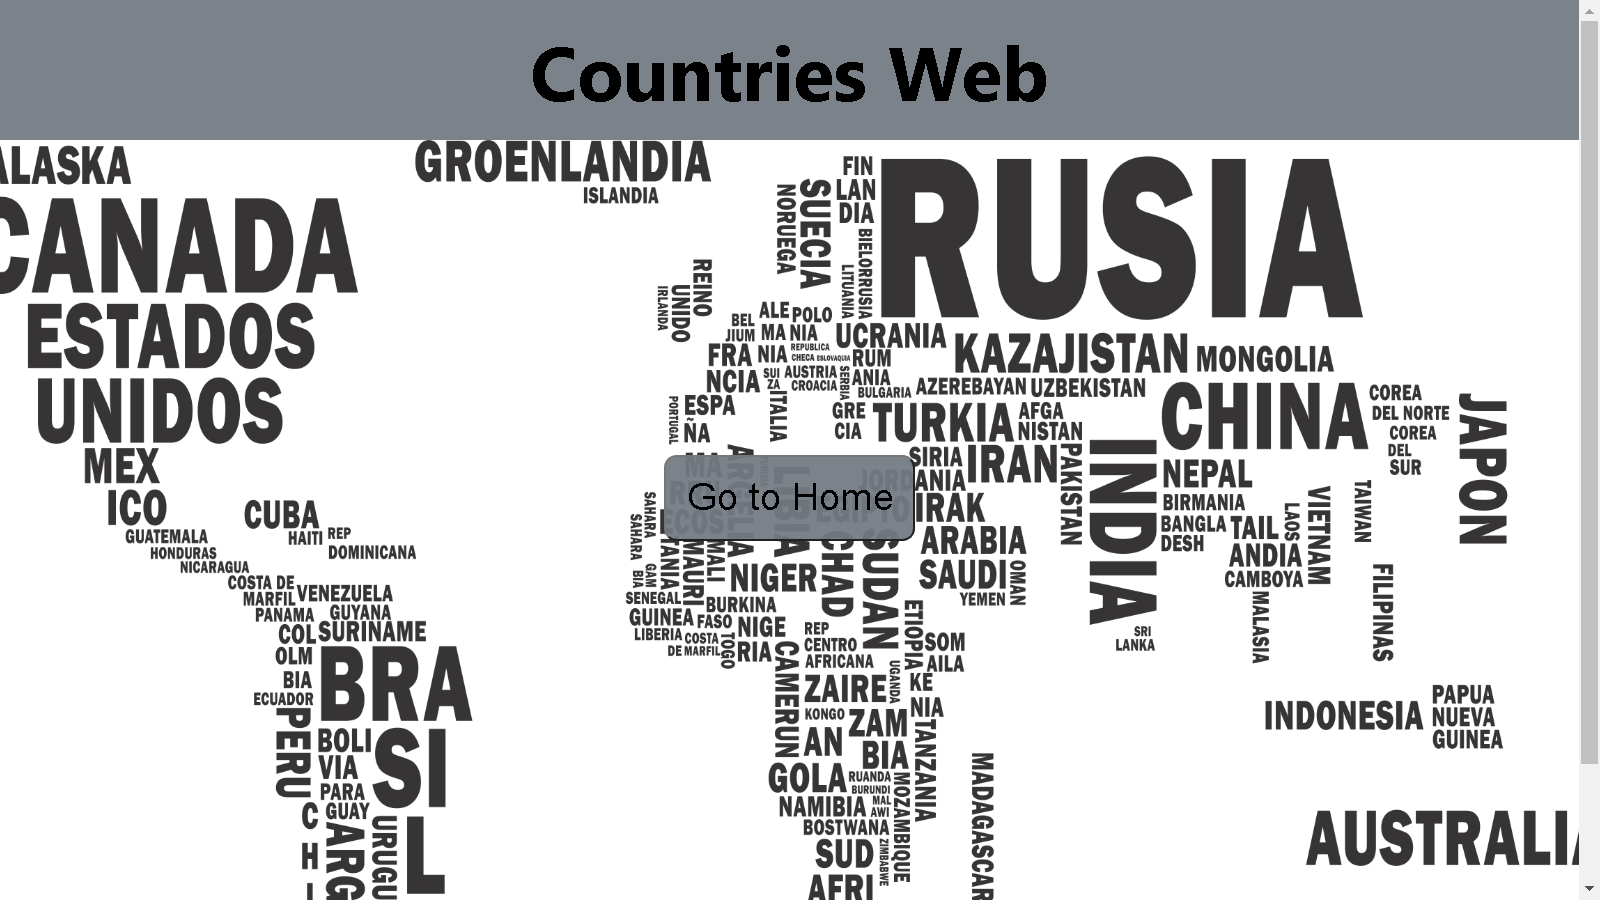 Countries Web
ALASKA
GROENLANDIA
ISLANDIA
CANADA
ESTADOS
UNIDOS
MEX
ICO
CUBA
HAITI
REP
DOMINICANA
GUATEMALA
HONDURAS
NICARAGUA
COSTA DE
MARFIL
PANAMA
VENEZUELA
GUYANA
SURINAME
COL
OLM
BIA
ECUADOR
PERU
BRA
SIL
BOLI
VIA
PARA
GUAY
URUGU
ARG
C
H
I
NORUEGA
SUECIA
FIN
LAN
DIA
BIELORRUSIA
LITUANIA
RUSIA
REINO
UNIDO
IRLANDA
BEL
JIUM
ALE
MA
NIA
POLO
NIA
UCRANIA
REPUBLICA
CHECA
ESLOVAQUIA
FRA
NCIA
SUI
ZA
AUSTRIA
CROACIA
SERBIA
RUM
ANIA
BULGARIA
PORTUGAL
ESPA
ÑA
ITALIA
GRE
CIA
TURKIA
KAZAJISTAN
MONGOLIA
AZEREBAYAN
UZBEKISTAN
AFGA
NISTAN
CHINA
COREA
DEL NORTE
COREA
DEL
SUR
JAPON
SIRIA
JORD
ANIA
IRAN
IRAK
PAKISTAN
INDIA
NEPAL
BIRMANIA
BANGLA
DESH
TAIL
ANDIA
LAOS
VIETNAM
CAMBOYA
MALASIA
TAIWAN
FILIPINAS
SRI
LANKA
Go to Home
ARABIA
SAUDI
OMAN
YEMEN
SAHARA
SAHARA
MAURI
TANIA
MALI
GAM
BIA
SENEGAL
GUINEA
LIBERIA
COSTA
DE MARFIL
BURKINA
FASO
TOGO
NIGER
NIGE
RIA
CHAD
SUDAN
ETIOPIA
SOM
AILA
REP
CENTRO
AFRICANA
CAMERUN
ZAIRE
UGANDA
KE
NIA
KONGO
AN
GOLA
ZAM
BIA
TANZANIA
RUANDA
BURUNDI
MAL
AWI
MOZAMBIQUE
NAMIBIA
BOSTWANA
ZIMBABWE
SUD
AFRI
MADAGASCAR
INDONESIA
PAPUA
NUEVA
GUINEA
AUSTRALIA